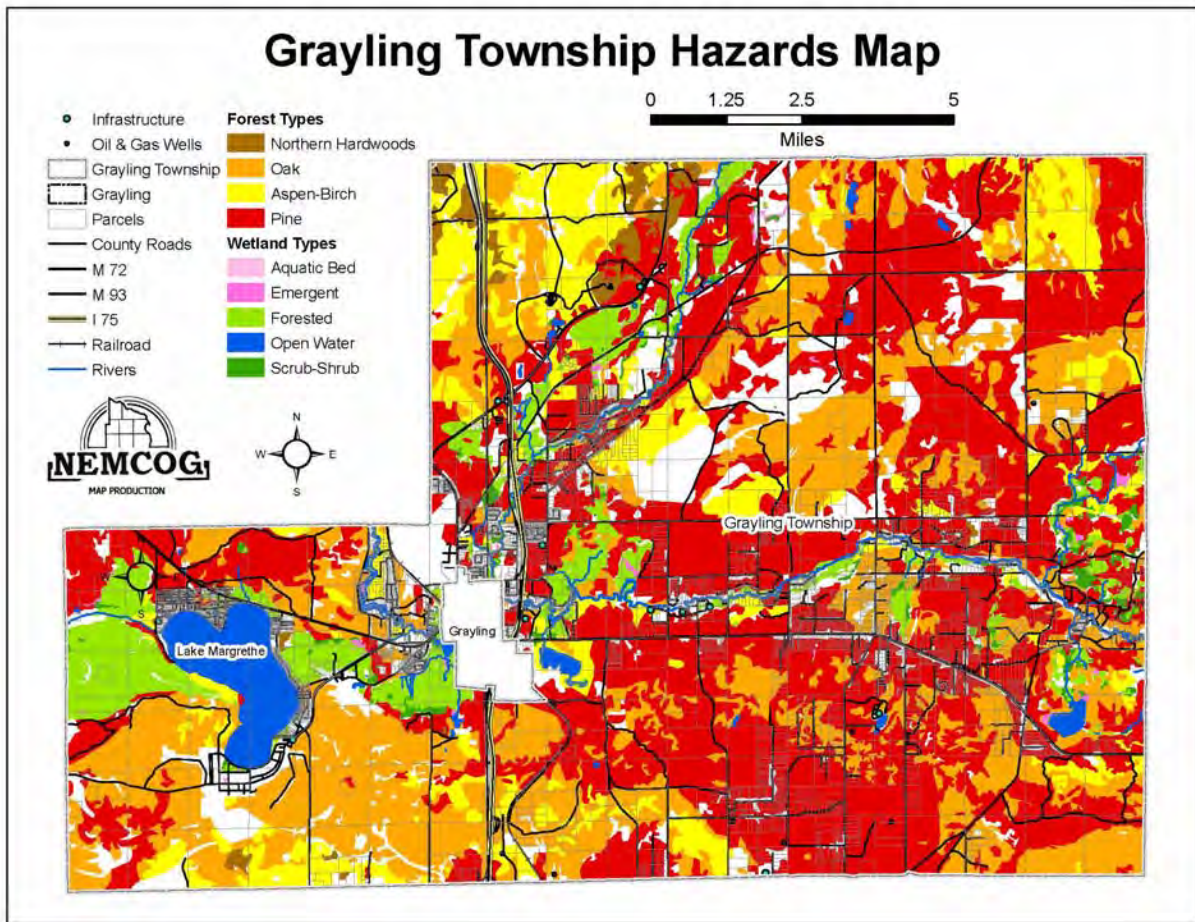 Grayling Township Hazards Map
0 1.25 2.5 5
Miles
Infrastructure
Oil & Gas Wells
Grayling Township
Grayling
Parcels
County Roads
M 72
M 93
I 75
Railroad
Rivers
Forest Types
Northern Hardwoods
Oak
Aspen-Birch
Pine
Wetland Types
Aquatic Bed
Emergent
Forested
Open Water
Scrub-Shrub
NEMCOG
MAP PRODUCTION
N
W E
S
Grayling Township
Grayling
W
S
Lake Margrethe